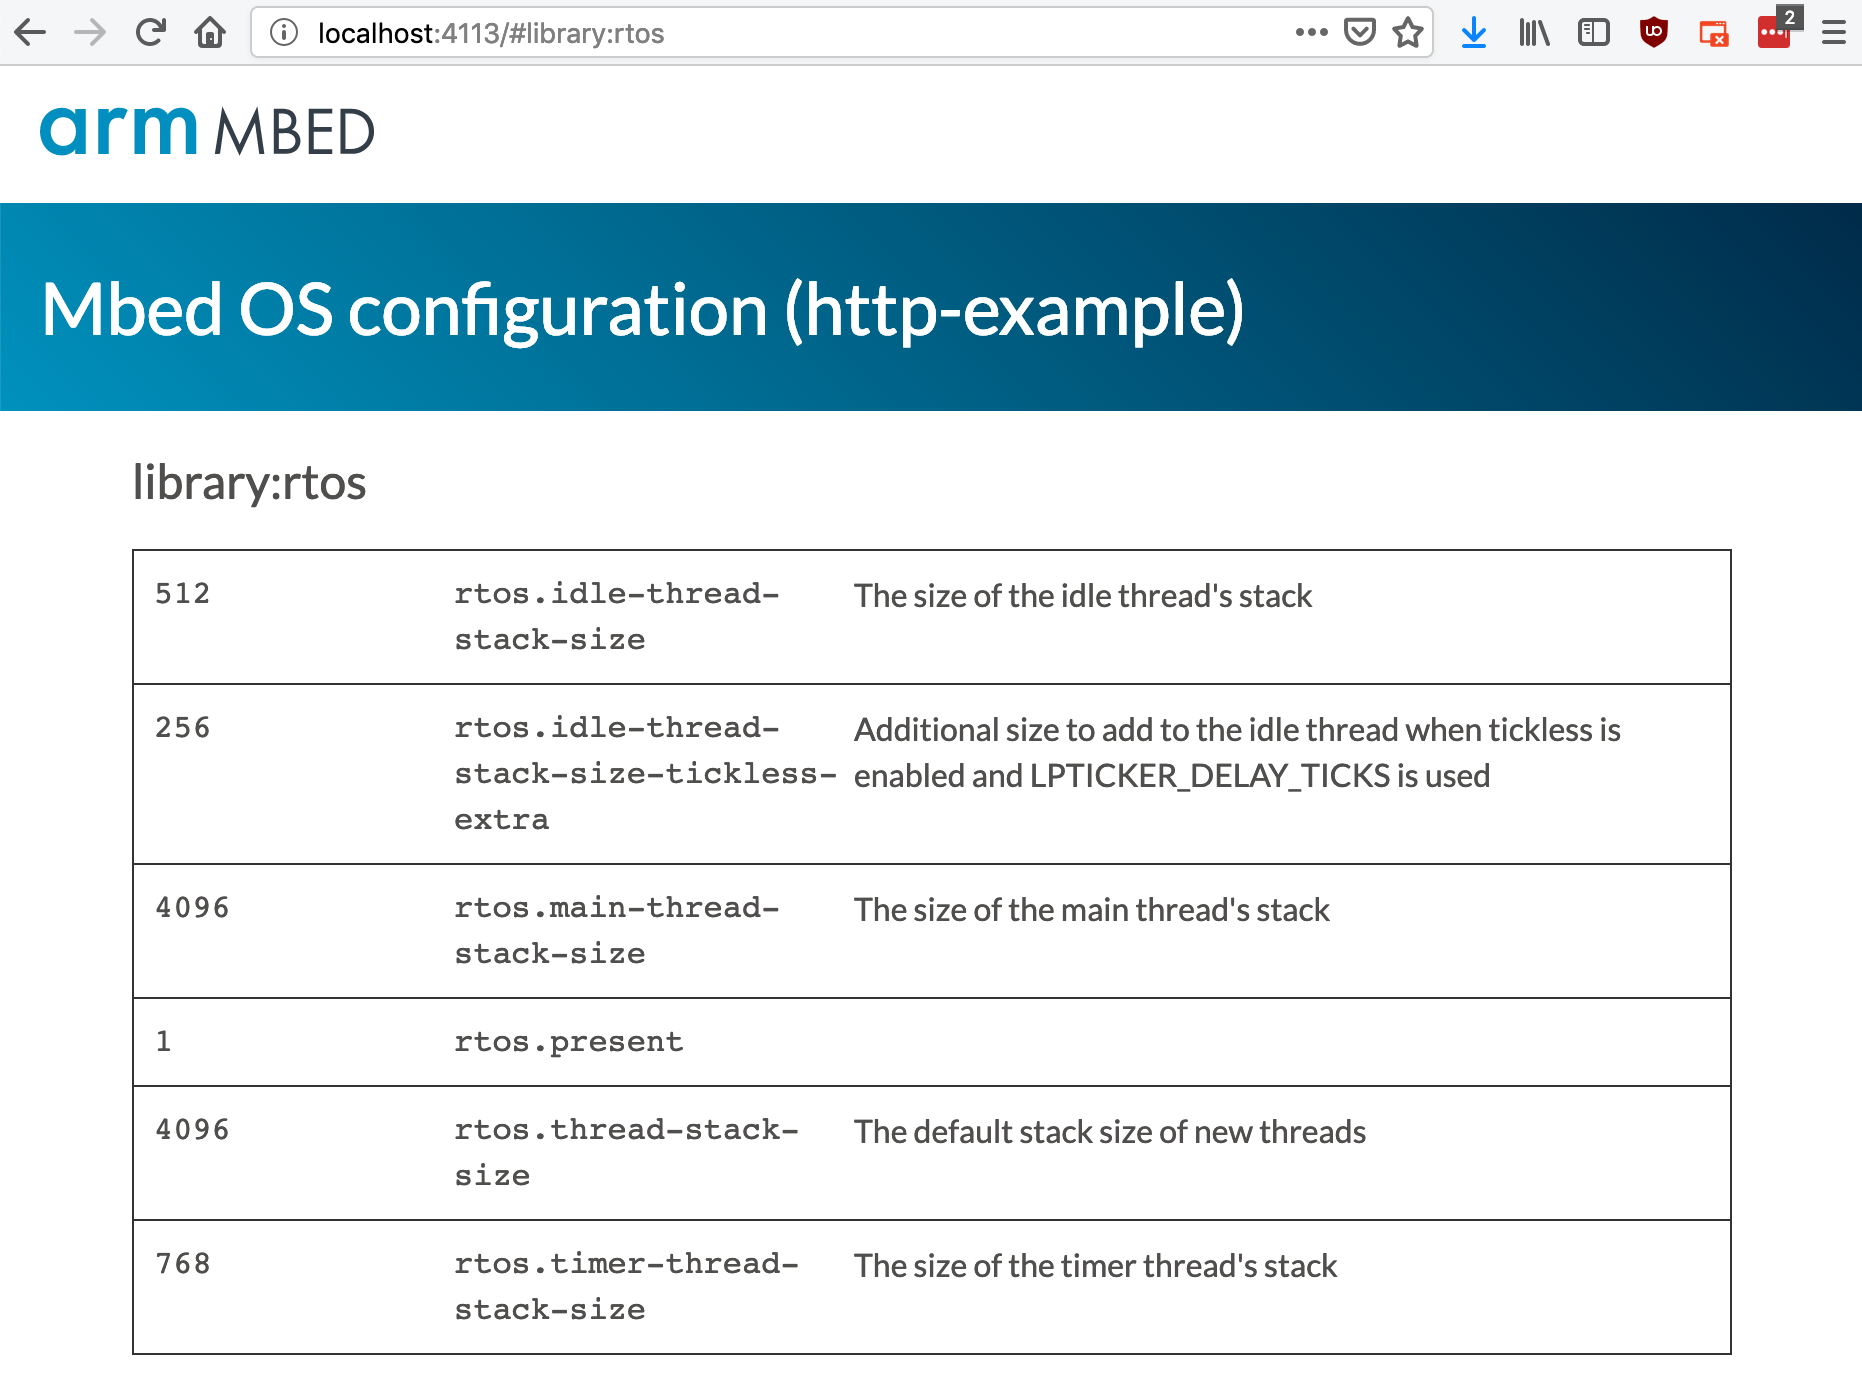 localhost:4113/#library:rtos
2
arm MBED
Mbed OS configuration (http-example)
library:rtos
512 rtos.idle-thread- The size of the idle thread's stack
stack-size
256 rtos.idle-thread- Additional size to add to the idle thread when tickless is
stack-size-tickless- enabled and LPTICKER_DELAY_TICKS is used
extra
4096 rtos.main-thread- The size of the main thread's stack
stack-size
1 rtos.present
4096 rtos.thread-stack- The default stack size of new threads
size
768 rtos.timer-thread- The size of the timer thread's stack
stack-size